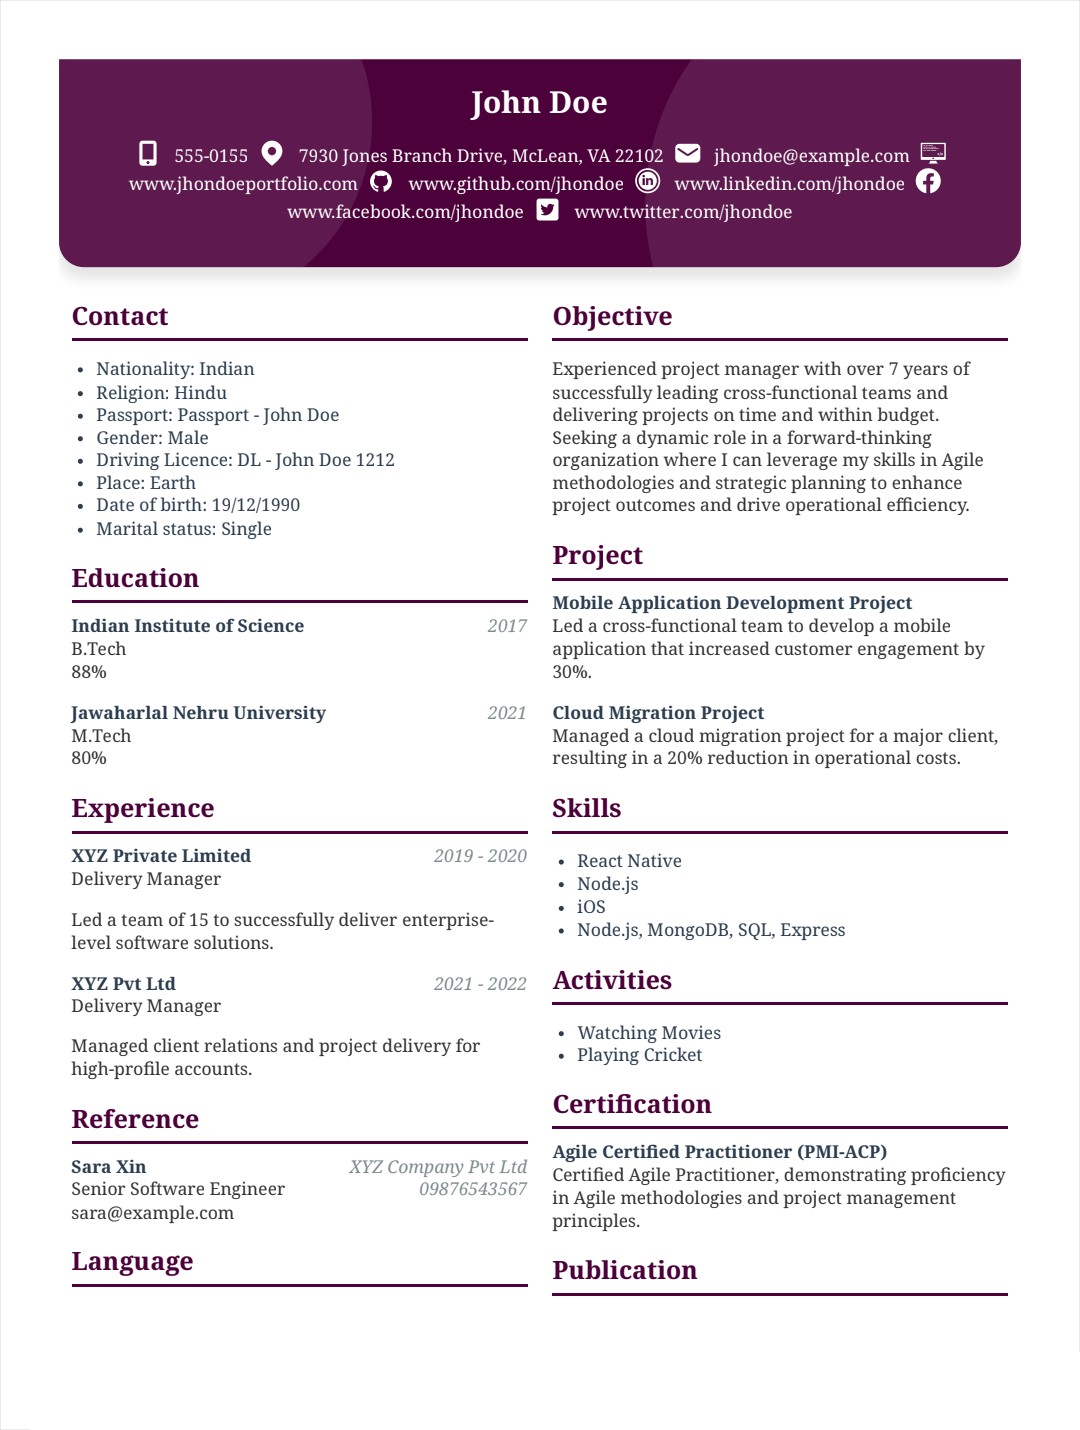 John Doe
555-0155 7930 Jones Branch Drive, McLean, VA 22102 jhondoe@example.com
www.jhondoeportfolio.com www.github.com/jhondoe www.linkedin.com/jhondoe
www.facebook.com/jhondoe www.twitter.com/jhondoe
Contact
• Nationality: Indian
• Religion: Hindu
• Passport: Passport - John Doe
• Gender: Male
• Driving Licence: DL - John Doe 1212
• Place: Earth
• Date of birth: 19/12/1990
• Marital status: Single
Education
Indian Institute of Science 2017
B.Tech
88%
Jawaharlal Nehru University 2021
M.Tech
80%
Experience
XYZ Private Limited 2019 - 2020
Delivery Manager
Led a team of 15 to successfully deliver enterprise-
level software solutions.
XYZ Pvt Ltd 2021 - 2022
Delivery Manager
Managed client relations and project delivery for
high-profile accounts.
Reference
Sara Xin XYZ Company Pvt Ltd
Senior Software Engineer 09876543567
sara@example.com
Language
Objective
Experienced project manager with over 7 years of
successfully leading cross-functional teams and
delivering projects on time and within budget.
Seeking a dynamic role in a forward-thinking
organization where I can leverage my skills in Agile
methodologies and strategic planning to enhance
project outcomes and drive operational efficiency.
Project
Mobile Application Development Project
Led a cross-functional team to develop a mobile
application that increased customer engagement by
30%.
Cloud Migration Project
Managed a cloud migration project for a major client,
resulting in a 20% reduction in operational costs.
Skills
• React Native
• Node.js
• iOS
• Node.js, MongoDB, SQL, Express
Activities
• Watching Movies
• Playing Cricket
Certification
Agile Certified Practitioner (PMI-ACP)
Certified Agile Practitioner, demonstrating proficiency
in Agile methodologies and project management
principles.
Publication